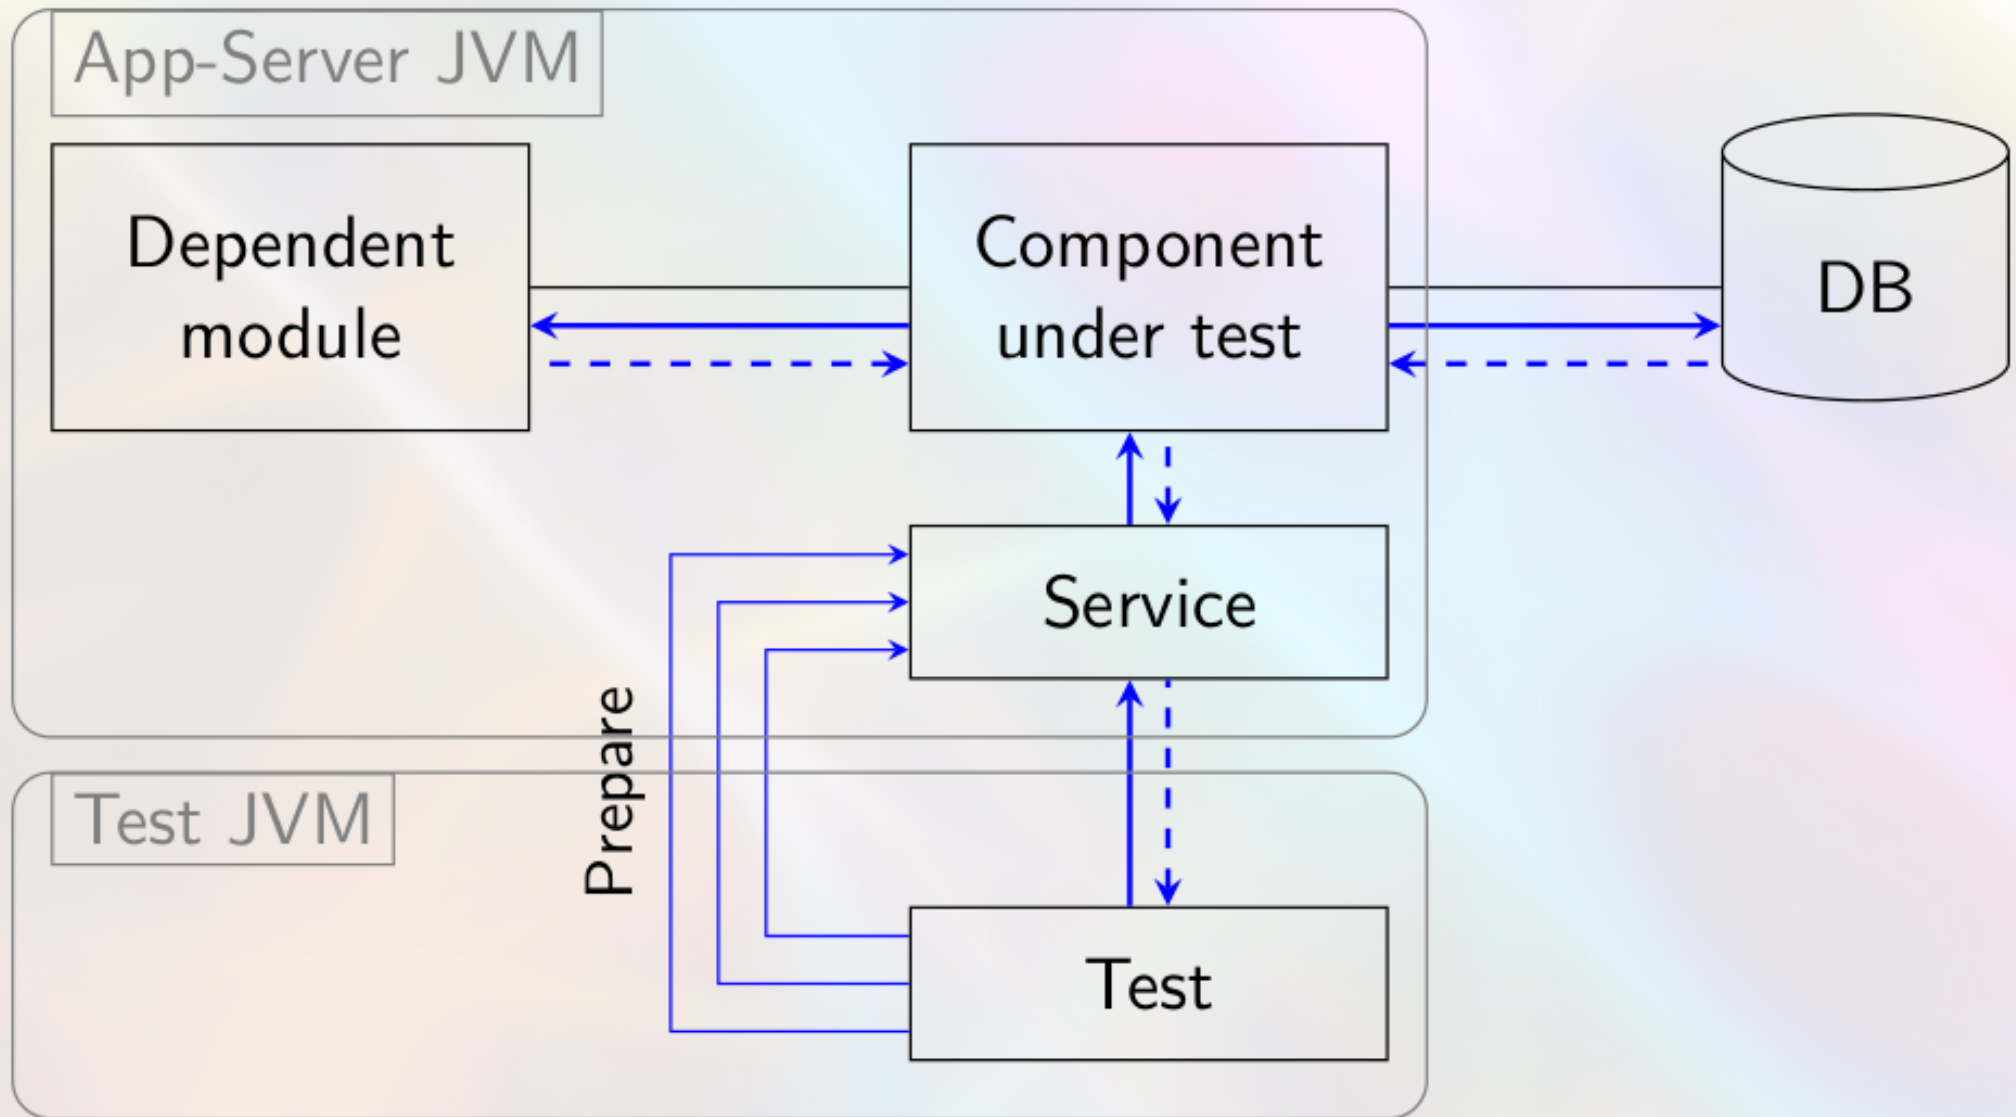 App-Server JVM
Dependent
module
Component
under test
DB
Service
Prepare
Test JVM
Test